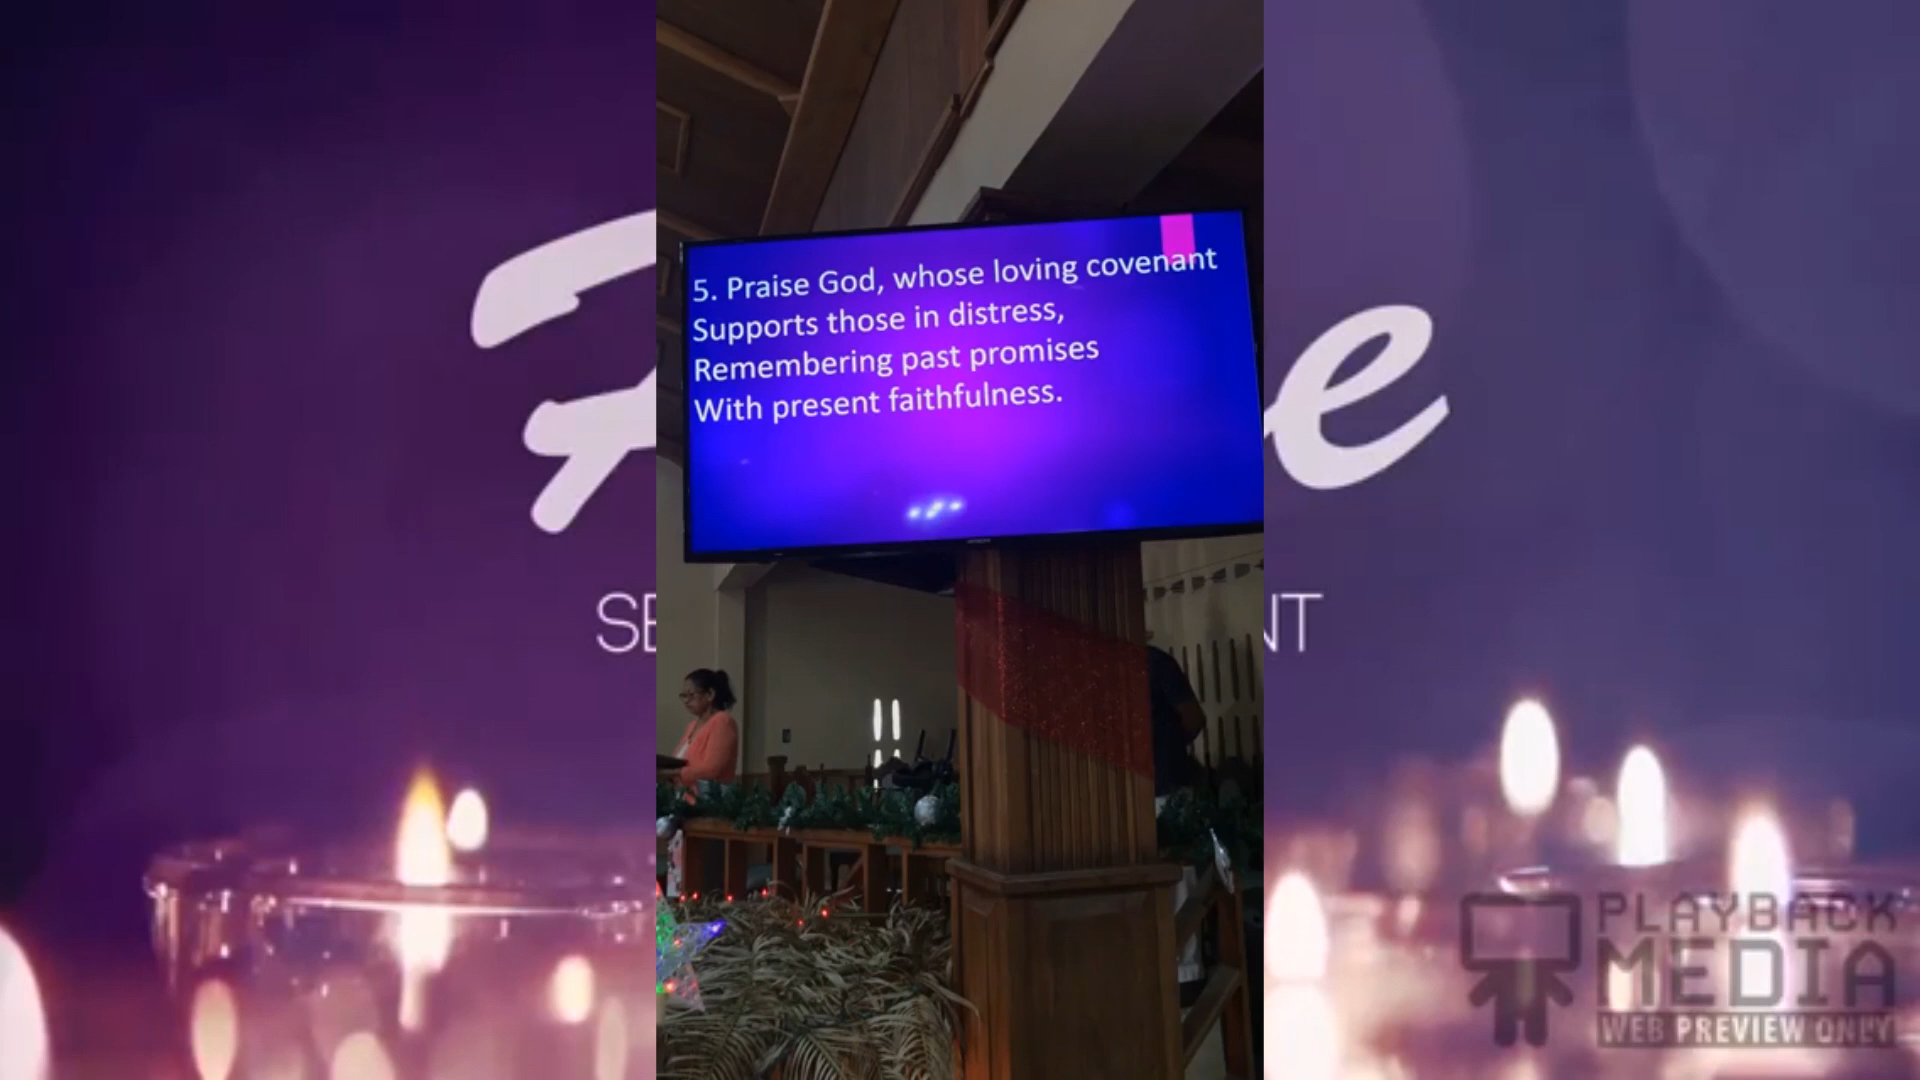 5. Praise God, whose loving covenant
Supports those in distress,
Remembering past promises
With present faithfulness.
PLAYBACK
MEDIA
WEB PREVIEW ONLY